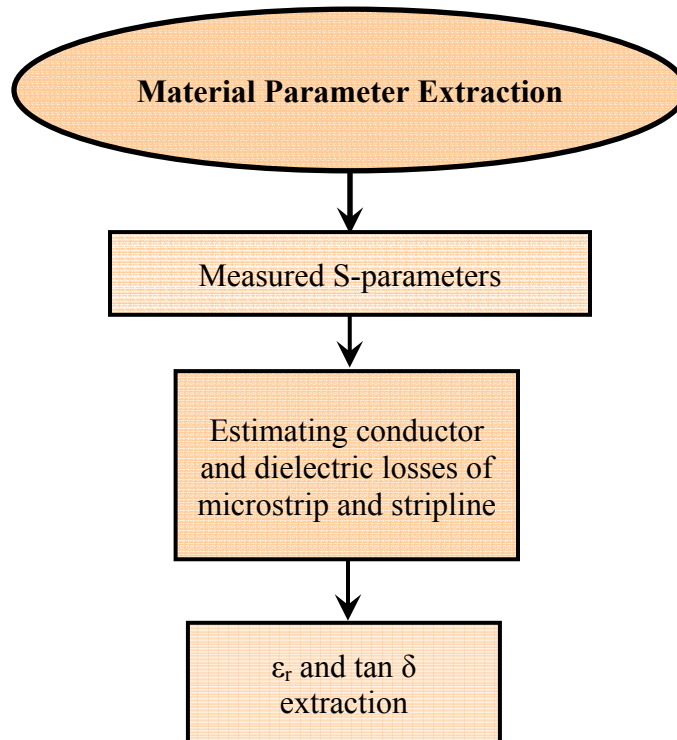 Material Parameter Extraction
Measured S-parameters
Estimating conductor
and dielectric losses of
microstrip and stripline
εr and tan δ
extraction